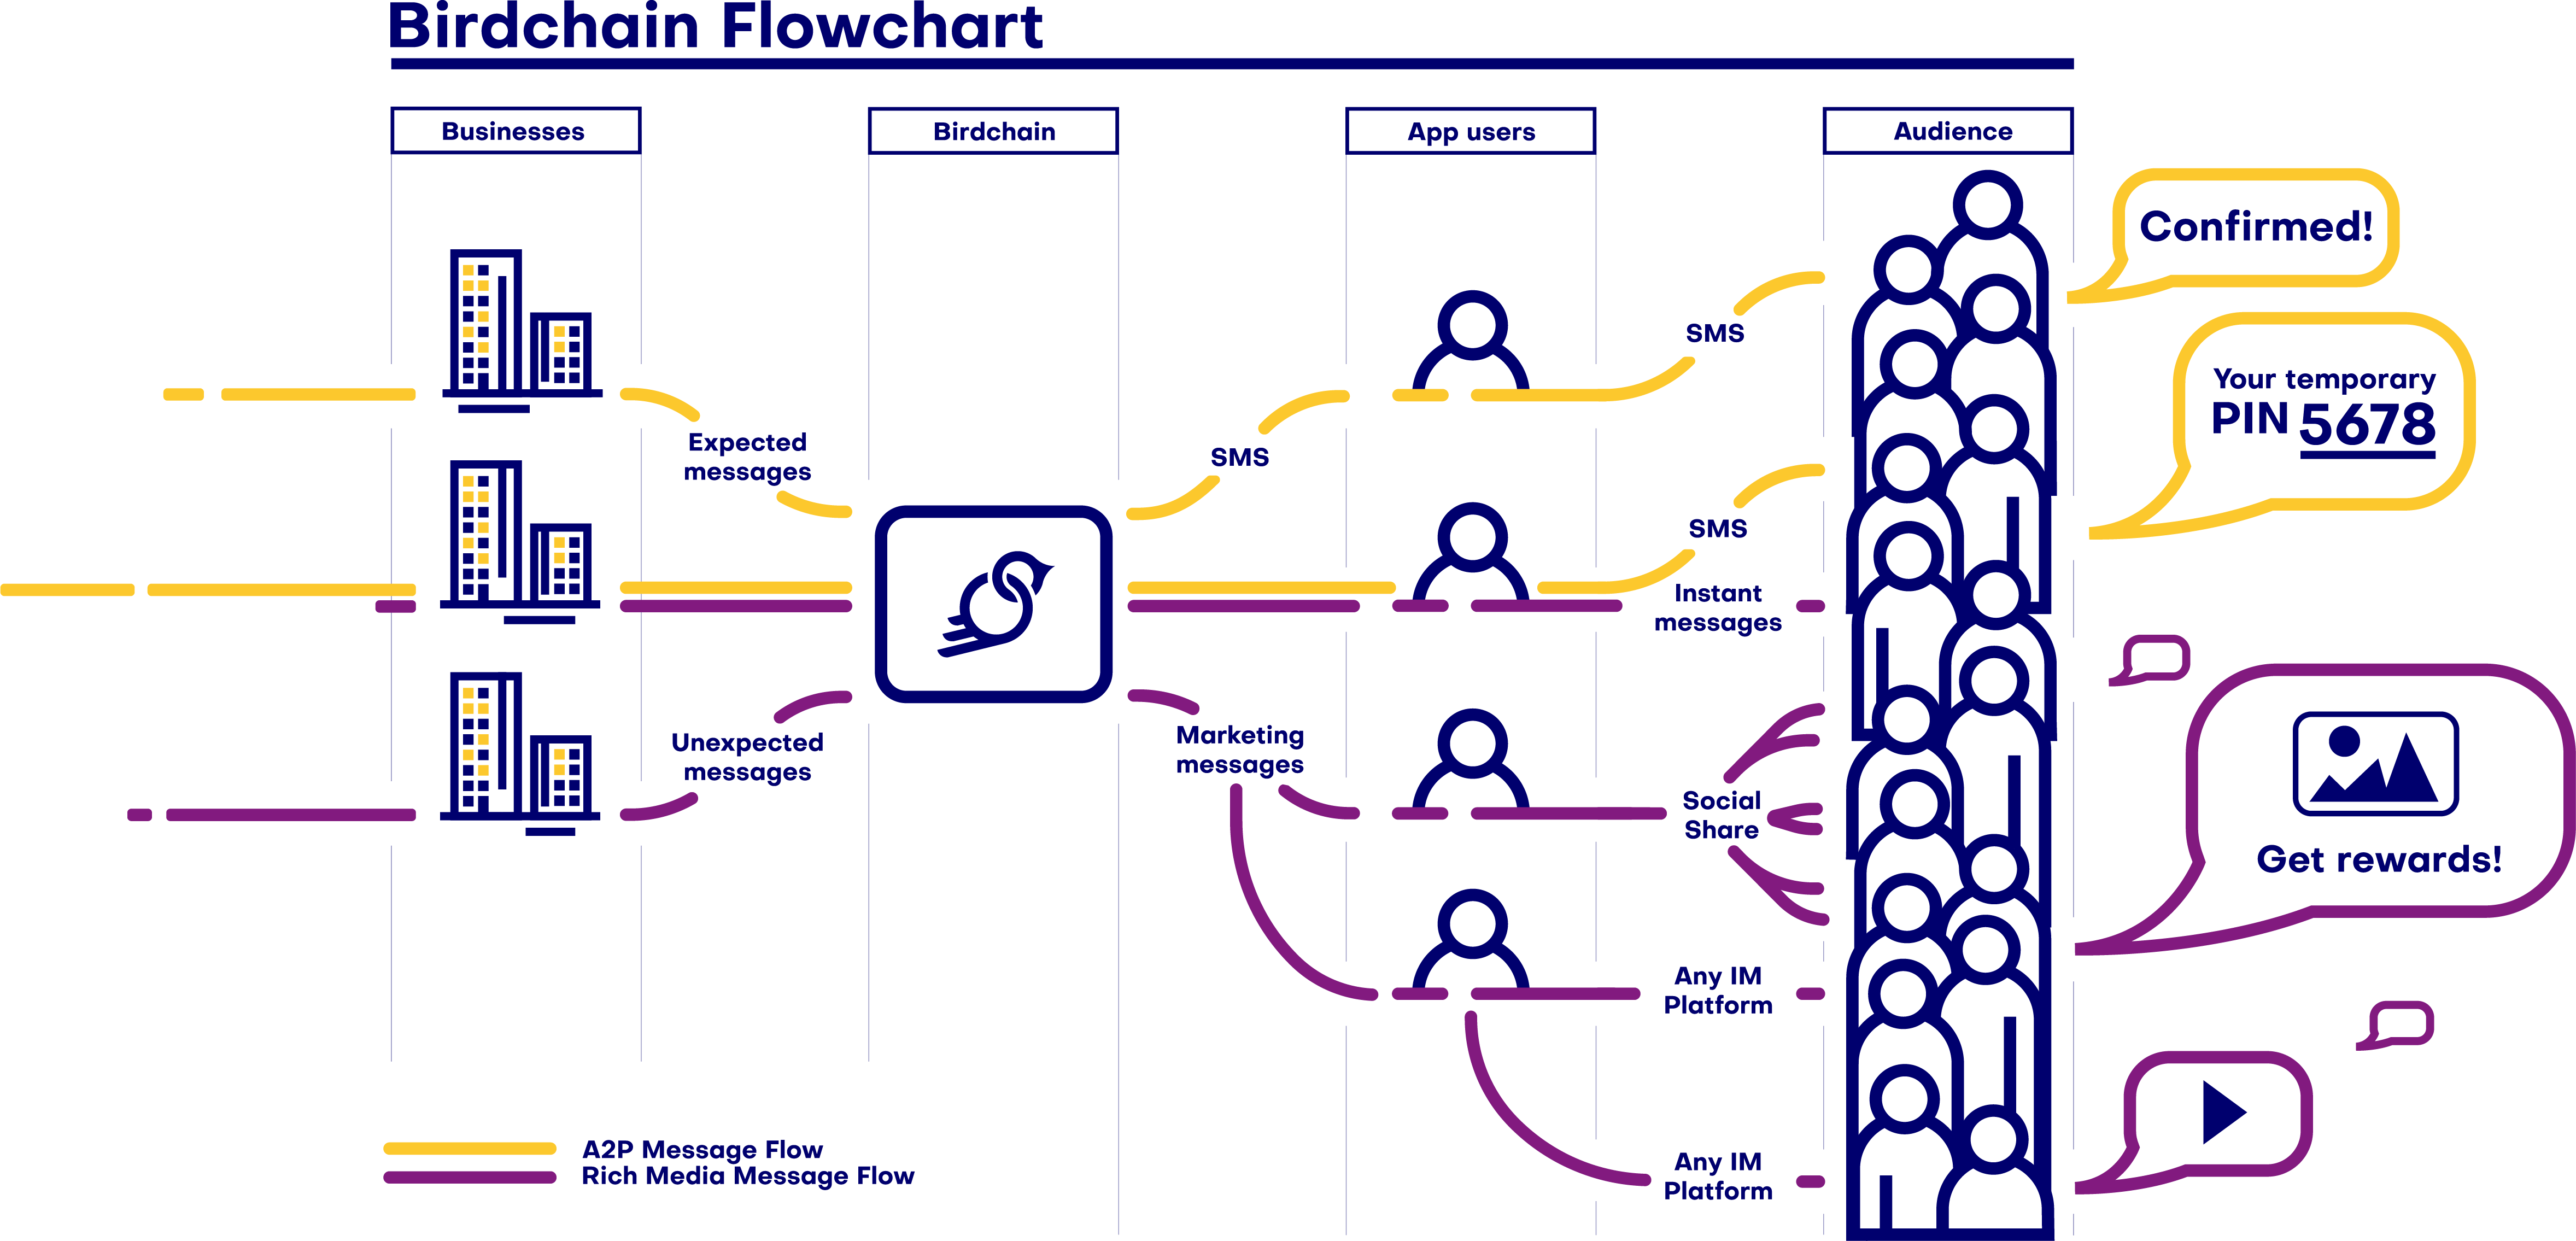 Birdchain Flowchart
Businesses
Birdchain
App users
Audience
Confirmed!
SMS
Your temporary
PIN 5678
Expected
messages
SMS
SMS
Instant
messages
Unexpected
messages
Marketing
messages
Social
Share
Get rewards!
Any IM
Platform
A2P Message Flow
Rich Media Message Flow
Any IM
Platform